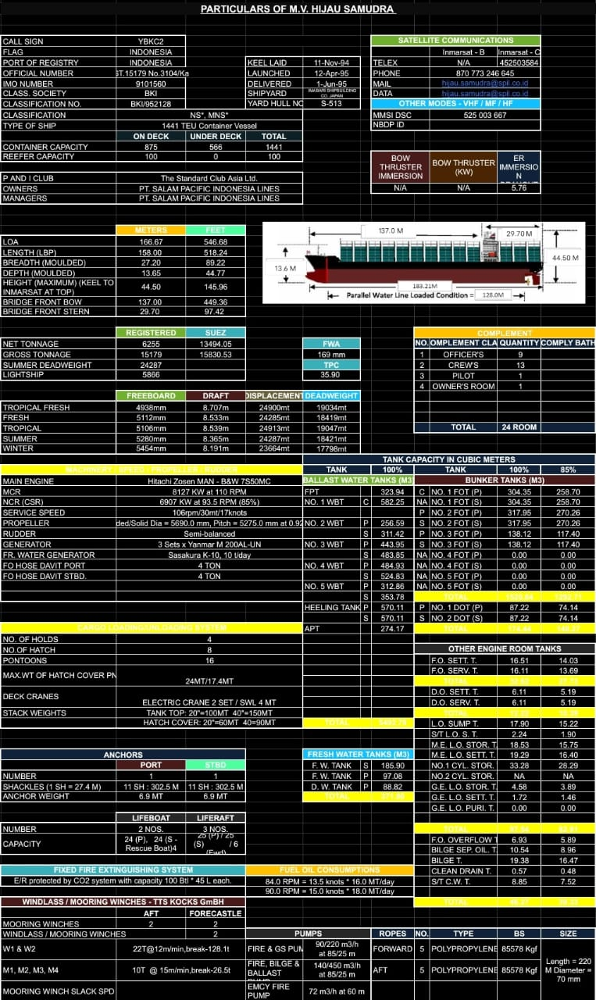 PARTICULARS OF M.V. HIJAU SAMUDRA
CALL SIGN YBKC2
FLAG INDONESIA
PORT OF REGISTRY INDONESIA
OFFICIAL NUMBER ST.15179 No.3104/Ka
IMO NUMBER 9101560
CLASS. SOCIETY BKI
CLASSIFICATION NO. BKI/952128
CLASSIFICATION NS*, MNS*
TYPE OF SHIP 1441 TEU Container Vessel
ON DECK UNDER DECK TOTAL
CONTAINER CAPACITY 875 566 1441
REEFER CAPACITY 100 0 100
KEEL LAID 11-Nov-94
LAUNCHED 12-Apr-95
DELIVERED 1-Jun-95
SHIPYARD IMABARI SHIPBUILDING CO. JAPAN
YARD HULL NO S-513
SATELLITE COMMUNICATIONS
Inmarsat - B Inmarsat - C
TELEX N/A 452503584
PHONE 870 773 246 645
MAIL hijau.samudra@spil.co.id
DATA hijau.samudra@spil.co.id
OTHER MODES - VHF / MF / HF
MMSI DSC 525 003 667
NBDP ID
P AND I CLUB The Standard Club Asia Ltd.
OWNERS PT. SALAM PACIFIC INDONESIA LINES
MANAGERS PT. SALAM PACIFIC INDONESIA LINES
BOW THRUSTER IMMERSION BOW THRUSTER (KW) ER IMMERSIO N
N/A N/A 5.76
METERS FEET
LOA 166.67 546.68
LENGTH (LBP) 158.00 518.24
BREADTH (MOULDED) 27.20 89.22
DEPTH (MOULDED) 13.65 44.77
HEIGHT (MAXIMUM) (KEEL TO INMARSAT AT TOP) 44.50 145.96
BRIDGE FRONT BOW 137.00 449.36
BRIDGE FRONT STERN 29.70 97.42
137.0 M
29.70 M
13.6 M
44.50 M
183.21M
Parallel Water Line Loaded Condition = 128.0M
REGISTERED SUEZ
NET TONNAGE 6255 13494.05
GROSS TONNAGE 15179 15830.53
SUMMER DEADWEIGHT 24287
LIGHTSHIP 5866
FWA
169 mm
TPC
35.90
COMPLEMENT
NO. OMPLEMENT CLA QUANTITY COMPLY BATH
1 OFFICER'S 9
2 CREW'S 13
3 PILOT 1
4 OWNER'S ROOM 1
TOTAL 24 ROOM
FREEBOARD DRAFT DISPLACEMENT DEADWEIGHT
TROPICAL FRESH 4938mm 8.707m 24900mt 19034mt
FRESH 5112mm 8.533m 24285mt 18419mt
TROPICAL 5106mm 8.539m 24913mt 19047mt
SUMMER 5280mm 8.365m 24287mt 18421mt
WINTER 5454mm 8.191m 23664mt 17798mt
MACHINERY - SPEED - PROPELLER - RUDDER
MAIN ENGINE Hitachi Zosen MAN - B&W 7S50MC
MCR 8127 KW at 110 RPM
NCR (CSR) 6907 KW at 93.5 RPM (85%)
SERVICE SPEED 106rpm/30mt/17knots
PROPELLER ded/Solid Dia = 5690.0 mm, Pitch = 5275.0 mm at 0.92
RUDDER Semi-balanced
GENERATOR 3 Sets x Yanmar M 200AL-UN
FR. WATER GENERATOR Sasakura K-10, 10 t/day
FO HOSE DAVIT PORT 4 TON
FO HOSE DAVIT STBD. 4 TON
TANK CAPACITY IN CUBIC METERS
TANK 100% TANK 100% 85%
BALLAST WATER TANKS (M3)
FPT 323.94
NO. 1 WBT C 582.25
NO. 2 WBT P 256.59
S 311.42
NO. 3 WBT P 443.95
S 483.85
NO. 4 WBT P 484.93
S 524.83
NO. 5 WBT P 312.86
S 353.78
HEELING TANK P 570.11
S 570.11
APT 274.17
TOTAL
BUNKER TANKS (M3)
C NO. 1 FOT (P) 304.35 258.70
NA NO. 1 FOT (S) 304.35 258.70
P NO. 2 FOT (P) 317.95 270.26
S NO. 2 FOT (S) 317.95 270.26
P NO. 3 FOT (P) 138.12 117.40
S NO. 3 FOT (S) 138.12 117.40
NA NO. 4 FOT (P) 0.00 0.00
NA NO. 4 FOT (S) 0.00 0.00
NA NO. 5 FOT (P) 0.00 0.00
NA NO. 5 FOT (S) 0.00 0.00
TOTAL
P NO. 1 DOT (P) 87.22 74.14
S NO. 2 DOT (S) 87.22 74.14
TOTAL
CARGO LOADING/UNLOADING SYSTEM
NO. OF HOLDS 4
NO.OF HATCH 8
PONTOONS 16
MAX.WT OF HATCH COVER PN 24MT/17.4MT
DECK CRANES ELECTRIC CRANE 2 SET / SWL 4 MT
STACK WEIGHTS TANK TOP: 20"=100MT 40"=150MT
HATCH COVER: 20"=60MT 40=90MT
OTHER ENGINE ROOM TANKS
F.O. SETT. T. 16.51 14.03
F.O. SERV. T. 16.11 13.69
TOTAL
D.O. SETT. T. 6.11 5.19
D.O. SERV. T. 6.11 5.19
TOTAL
L.O. SUMP T. 17.90 15.22
S/T L.O. S. T. 2.24 1.90
M.E. L.O. STOR. T. 18.53 15.75
M.E. L.O. SETT. T. 19.29 16.40
NO.1 CYL. STOR. 33.28 28.29
NO.2 CYL. STOR. NA NA
G.E. L.O. STOR. T. 4.58 3.89
G.E. L.O. SETT. T. 1.72 1.46
G.E. L.O. PURI. T. 0.00 0.00
TOTAL
F.O. OVERFLOW T 6.93 5.89
BILGE SEP. OIL. T. 10.54 8.96
BILGE T. 19.38 16.47
CLEAN DRAIN T. 0.57 0.48
S/T C.W. T. 8.85 7.52
TOTAL
ANCHORS
PORT STBD
NUMBER 1 1
SHACKLES (1 SH = 27.4 M) 11 SH : 302.5 M 11 SH : 302.5 M
ANCHOR WEIGHT 6.9 MT 6.9 MT
FRESH WATER TANKS (M3)
F. W. TANK S 185.90
F. W. TANK P 97.08
D. W. TANK P 88.82
TOTAL
LIFEBOAT LIFERAFT
NUMBER 2 NOS. 3 NOS.
CAPACITY 24 (P), 24 (S - Rescue Boat)4 25 (P) / 25 (S) / 6 (Fwd)
FIXED FIRE EXTINGUISHING SYSTEM
E/R protected by CO2 system with capacity 100 Btl * 45 L each.
FUEL OIL CONSUMPTIONS
84.0 RPM = 13.5 knots * 16.0 MT/day
90.0 RPM = 15.0 knots * 18.0 MT/day
WINDLASS / MOORING WINCHES - TTS KOCKS GmBH
AFT FORECASTLE
MOORING WINCHES 2 2
WINDLASS / MOORING WINCHES 2
W1 & W2 22T@12m/min,break-128.1t
M1, M2, M3, M4 10T @ 15m/min,break-26.5t
MOORING WINCH SLACK SPD
PUMPS
FIRE & GS PUM 90/220 m3/h at 85/25 m
FIRE, BILGE & BALLAST 140/450 m3/h at 85/25 m
EMCY FIRE PUMP 72 m3/h at 60 m
ROPES NO. TYPE BS SIZE
FORWARD 5 POLYPROPYLENE 85578 Kgf
AFT 5 POLYPROPYLENE 85578 Kgf
Length = 220 M Diameter = 70 mm